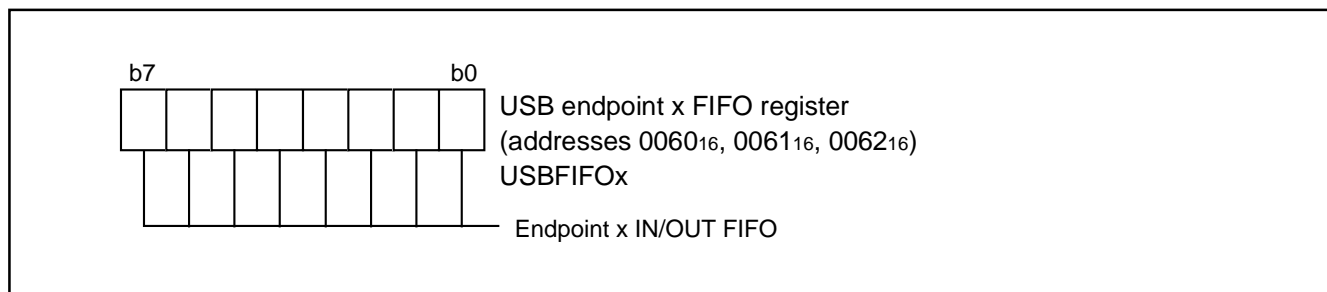 b7 b0
USB endpoint x FIFO register
(addresses 0060₁₆, 0061₁₆, 0062₁₆)
USBFIFOx
Endpoint x IN/OUT FIFO